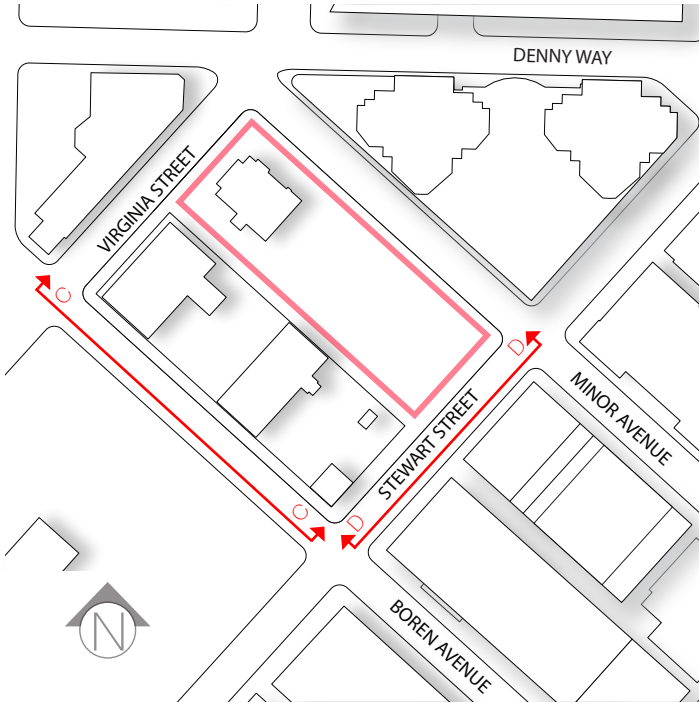 DENNY WAY
VIRGINIA STREET
C
D
MINOR AVENUE
STEWART STREET
C
D
BOREN AVENUE
N